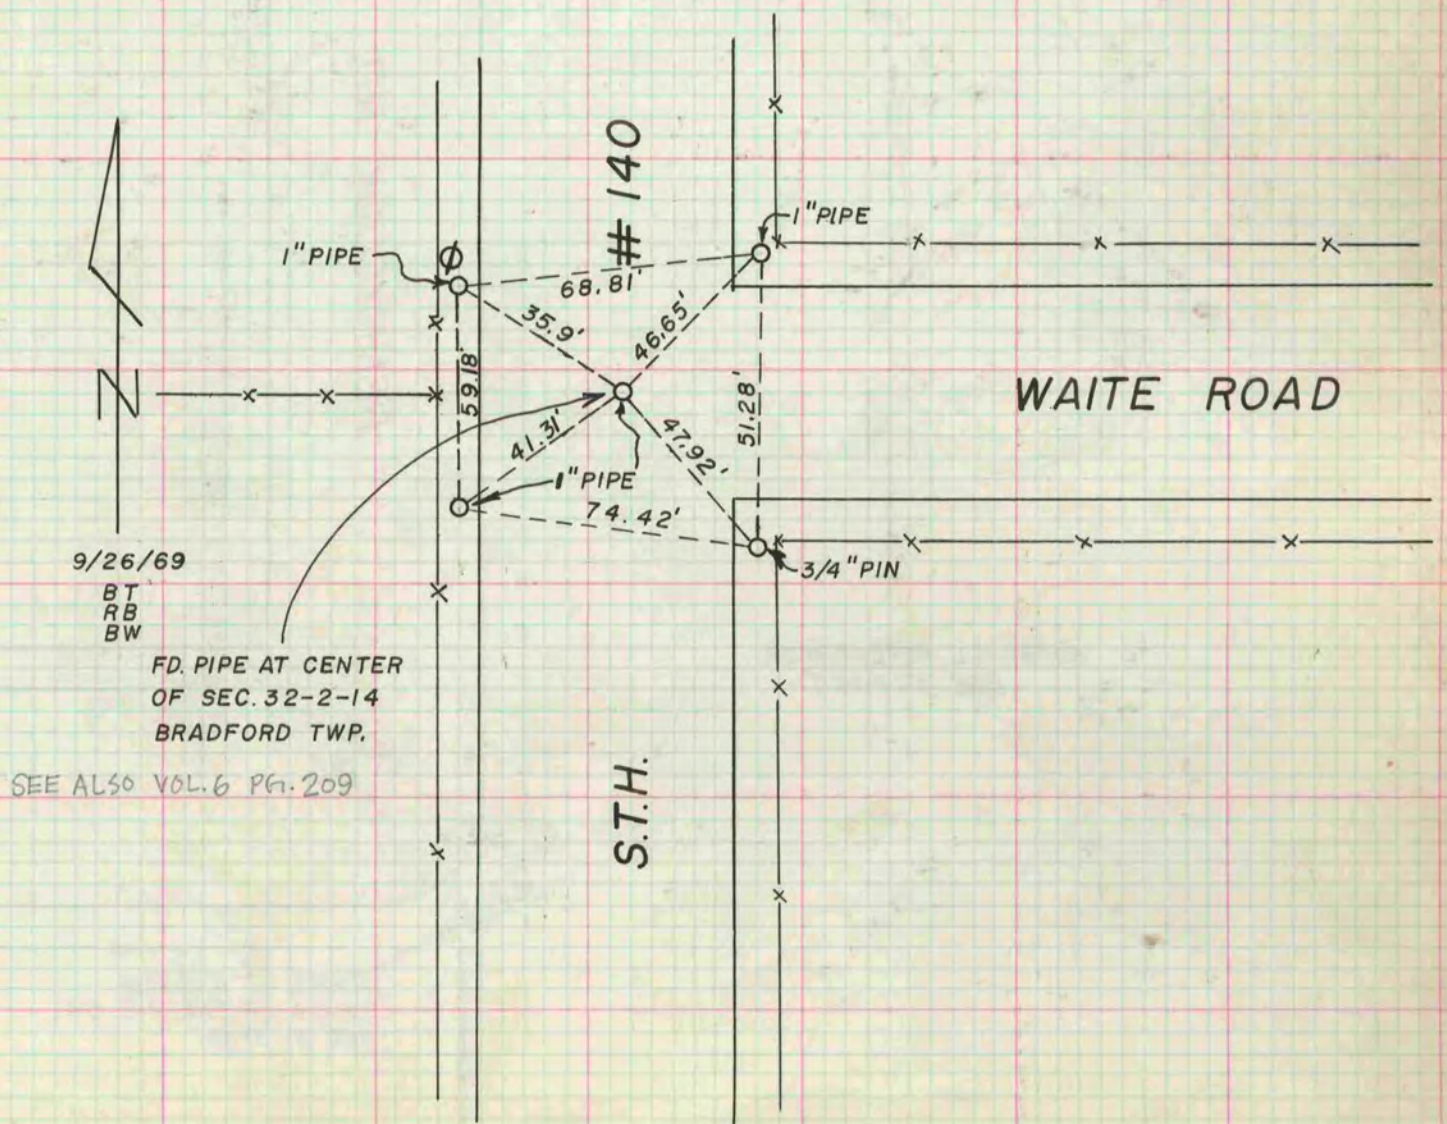 # 140
1" PIPE
1" PIPE
68.81'
35.9'
46.65'
59.18'
51.28'
WAITE ROAD
N
41.31'
47.92'
1" PIPE
74.42'
3/4" PIN
9/26/69
BT
RB
BW
FD. PIPE AT CENTER
OF SEC. 32-2-14
BRADFORD TWP.
SEE ALSO VOL.6 PG.209
S.T.H.